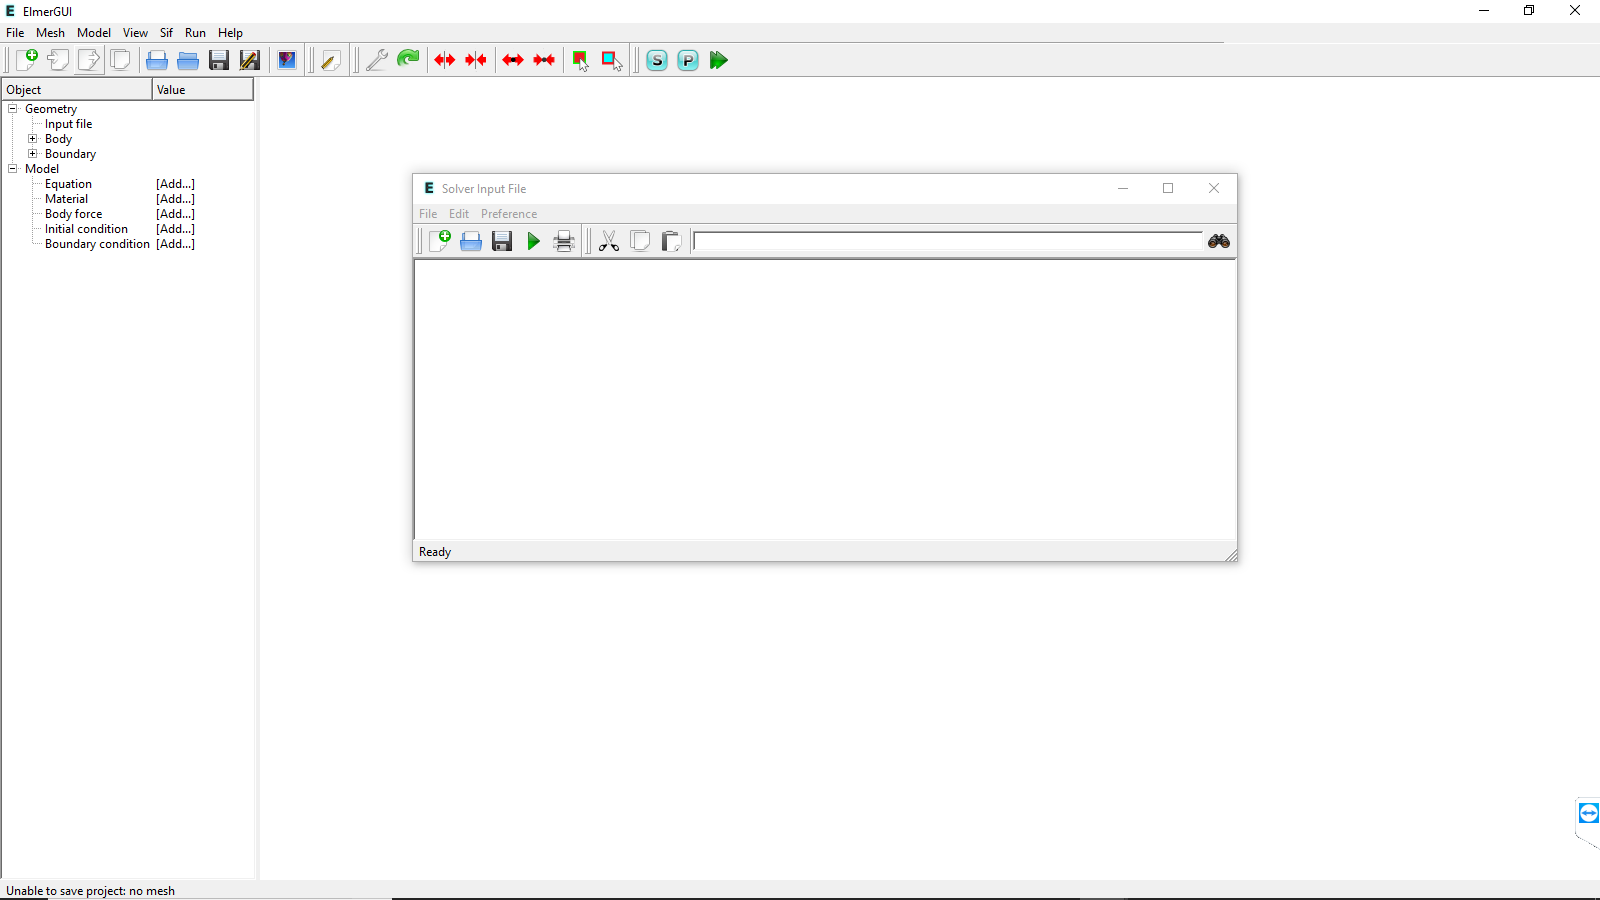 E ElmerGUI
File Mesh Model View Sif Run Help
S P
Object Value
Geometry
Input file
Body
Boundary
Model
Equation [Add...]
Material [Add...]
Body force [Add...]
Initial condition [Add...]
Boundary condition [Add...]
E Solver Input File
File Edit Preference
Ready
Unable to save project: no mesh